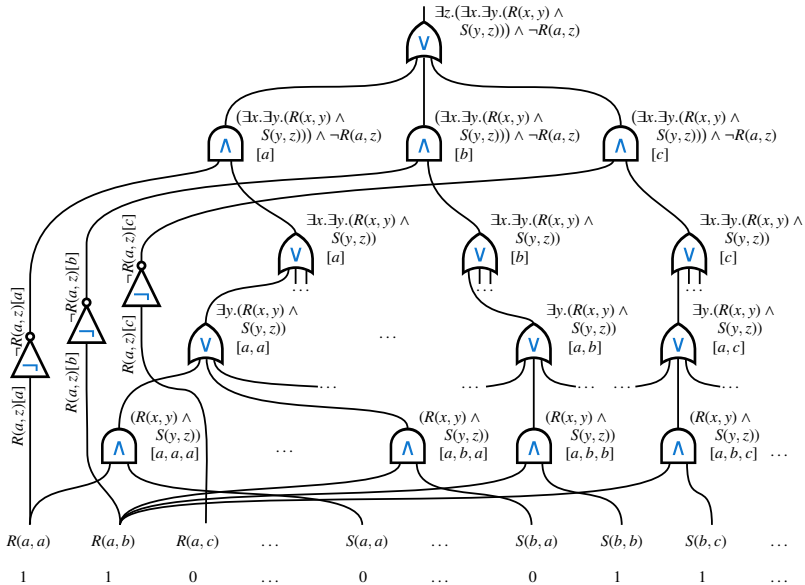 ∃z.(∃x.∃y.(R(x, y) ∧
S(y, z))) ∧ ¬R(a, z)
∨
(∃x.∃y.(R(x, y) ∧
S(y, z))) ∧ ¬R(a, z)
[a]
∧
(∃x.∃y.(R(x, y) ∧
S(y, z))) ∧ ¬R(a, z)
[b]
∧
(∃x.∃y.(R(x, y) ∧
S(y, z))) ∧ ¬R(a, z)
[c]
∧
∃x.∃y.(R(x, y) ∧
S(y, z))
[a]
∨
...
∃x.∃y.(R(x, y) ∧
S(y, z))
[b]
∨
...
∃x.∃y.(R(x, y) ∧
S(y, z))
[c]
∨
...
¬R(a, z)[a]
¬
R(a, z)[a]
¬R(a, z)[b]
¬
R(a, z)[b]
¬R(a, z)[c]
¬
R(a, z)[c]
∃y.(R(x, y) ∧
S(y, z))
[a, a]
∨
...
...
∃y.(R(x, y) ∧
S(y, z))
[a, b]
∨
... ...
∃y.(R(x, y) ∧
S(y, z))
[a, c]
∨
... ...
(R(x, y) ∧
S(y, z))
[a, a, a]
∧
...
(R(x, y) ∧
S(y, z))
[a, b, a]
∧
(R(x, y) ∧
S(y, z))
[a, b, b]
∧
(R(x, y) ∧
S(y, z))
[a, b, c]
∧
...
R(a, a) R(a, b) R(a, c) ... S(a, a) ... S(b, a) S(b, b) S(b, c) ...
1 1 0 ... 0 ... 0 1 1 ...